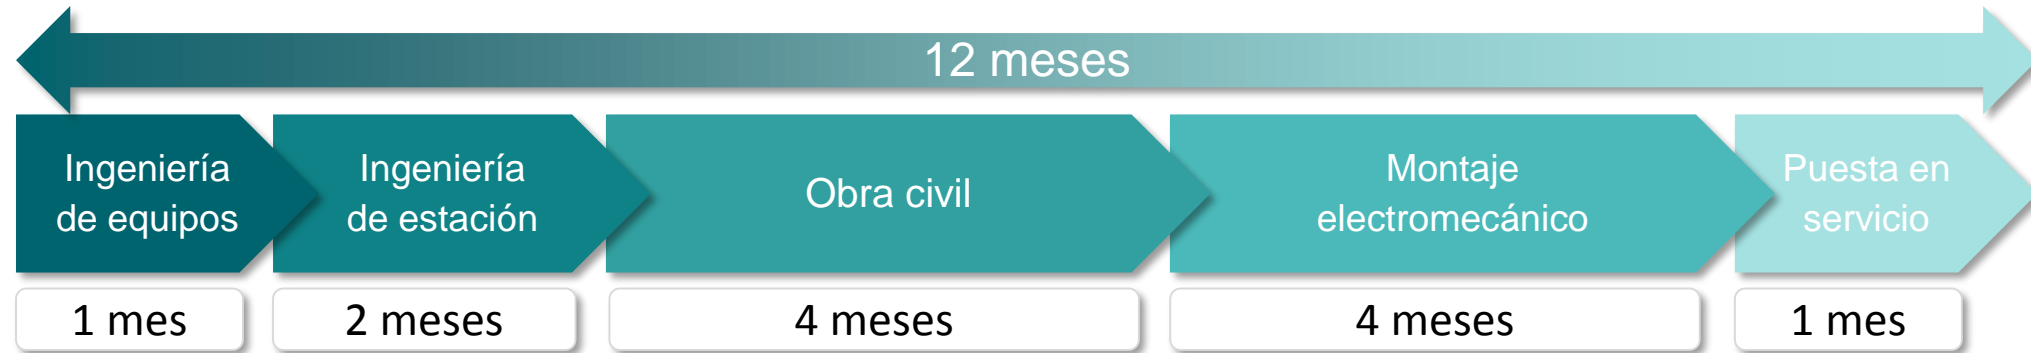 12 meses
Ingeniería
de equipos
Ingeniería
de estación
Obra civil
Montaje
electromecánico
Puesta en
servicio
1 mes
2 meses
4 meses
4 meses
1 mes